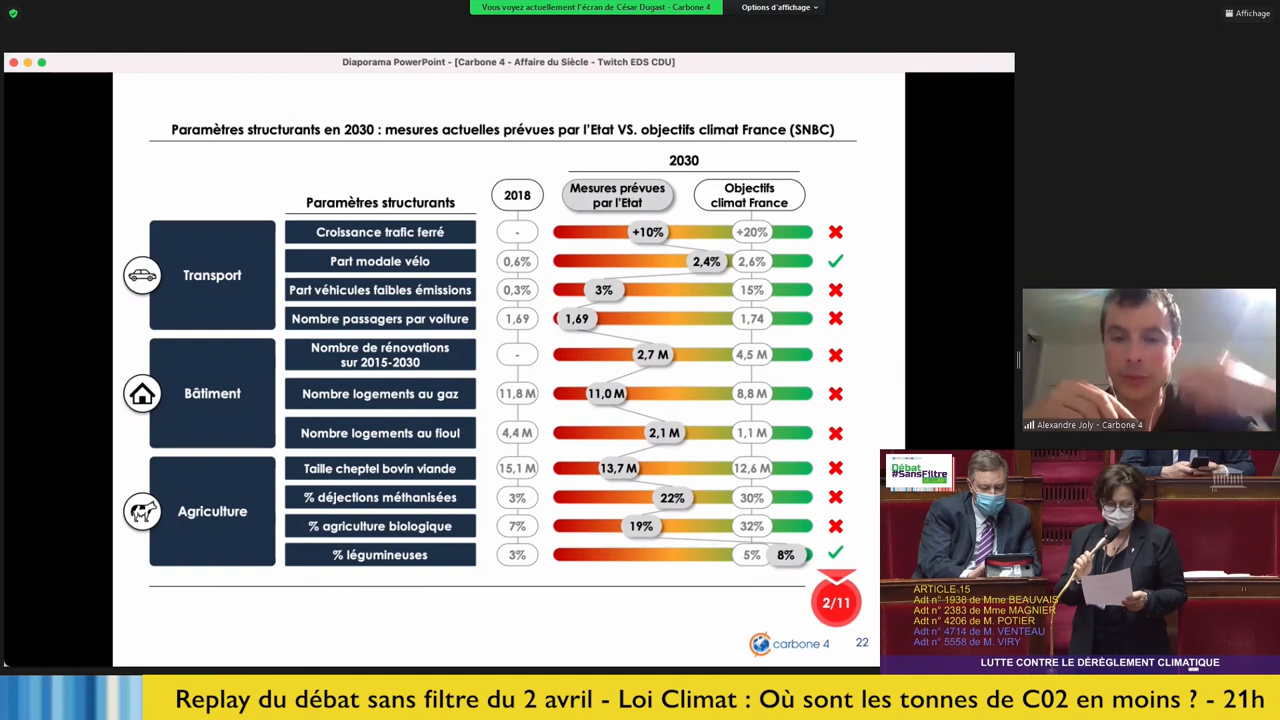 Vous voyez actuellement l'écran de César Dugast - Carbone 4
Options d'affichage
Affichage
Diaporama PowerPoint - [Carbone 4 - Affaire du Siècle - Twitch EDS CDU]
Paramètres structurants en 2030 : mesures actuelles prévues par l'Etat VS. objectifs climat France (SNBC)
2030
Paramètres structurants
2018
Mesures prévues
par l'Etat
Objectifs
climat France
Transport
Croissance trafic ferré - +10% +20%
Part modale vélo 0,6% 2,4% 2,6%
Part véhicules faibles émissions 0,3% 3% 15%
Nombre passagers par voiture 1,69 1,69 1,74
Bâtiment
Nombre de rénovations
sur 2015-2030 - 2,7 M 4,5 M
Nombre logements au gaz 11,8 M 11,0 M 8,8 M
Nombre logements au fioul 4,4 M 2,1 M 1,1 M
Agriculture
Taille cheptel bovin viande 15,1 M 13,7 M 12,6 M
% déjections méthanisées 3% 22% 30%
% agriculture biologique 7% 19% 32%
% légumineuses 3% 5% 8%
2/11
carbone 4
22
Alexandre Joly - Carbone 4
Débat
#SansFiltre
ARTICLE 15
Adt n° 1938 de Mme BEAUVAIS
Adt n° 2383 de Mme MAGNIER
Adt n° 4206 de M. POTIER
Adt n° 4714 de M. VENTEAU
Adt n° 5558 de M. VIRY
LUTTE CONTRE LE DÉRÈGLEMENT CLIMATIQUE
Replay du débat sans filtre du 2 avril - Loi Climat : Où sont les tonnes de C02 en moins ? - 21h